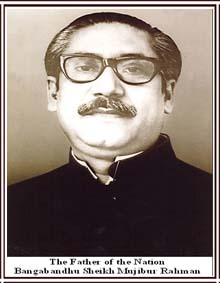 The Father of the Nation
Bangabandhu Sheikh Mujibur Rahman